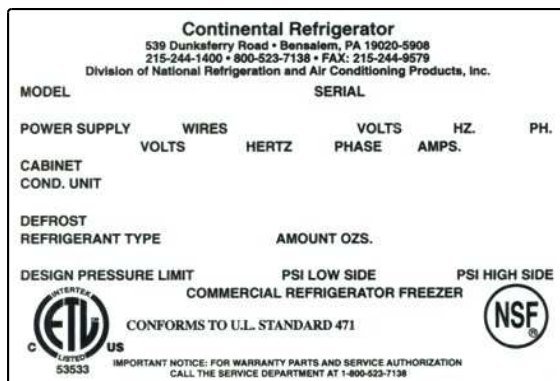 Continental Refrigerator
539 Dunksferry Road • Bensalem, PA 19020-5908
215-244-1400 • 800-523-7138 • FAX: 215-244-9579
Division of National Refrigeration and Air Conditioning Products, Inc.
MODEL SERIAL
POWER SUPPLY WIRES VOLTS HZ. PH.
VOLTS HERTZ PHASE AMPS.
CABINET
COND. UNIT
DEFROST
REFRIGERANT TYPE AMOUNT OZS.
DESIGN PRESSURE LIMIT PSI LOW SIDE PSI HIGH SIDE
COMMERCIAL REFRIGERATOR FREEZER
INTERTEK
ETL
LISTED
C US
53533
CONFORMS TO U.L. STANDARD 471
NSF®
IMPORTANT NOTICE: FOR WARRANTY PARTS AND SERVICE AUTHORIZATION
CALL THE SERVICE DEPARTMENT AT 1-800-523-7138